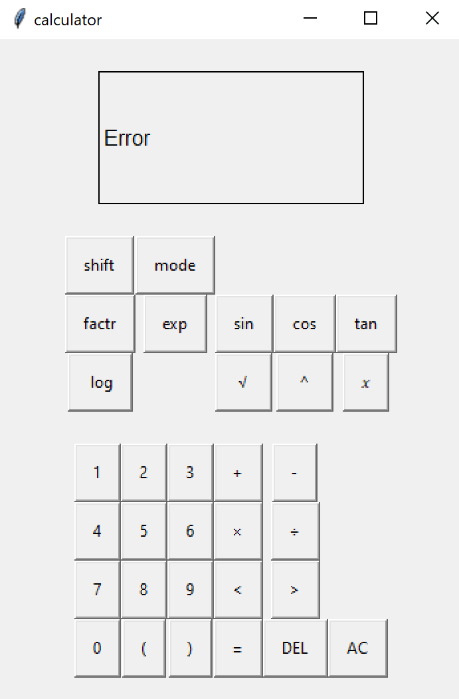 calculator
Error
shift mode
factr exp sin cos tan
log √ ^ x
1 2 3 + -
4 5 6 × ÷
7 8 9 < >
0 ( ) = DEL AC